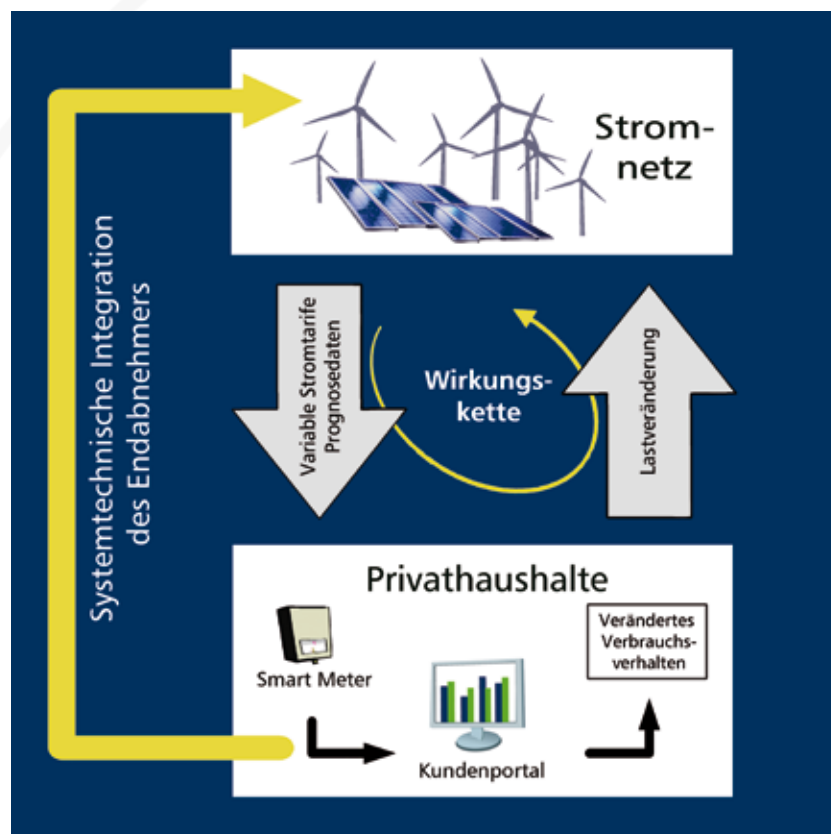 Strom-
netz
Systemtechnische Integration
des Endabnehmers
Variable Stromtarife
Prognosedaten
Wirkungs-
kette
Lastveränderung
Privathaushalte
Smart Meter
Kundenportal
Verändertes
Verbrauchs-
verhalten